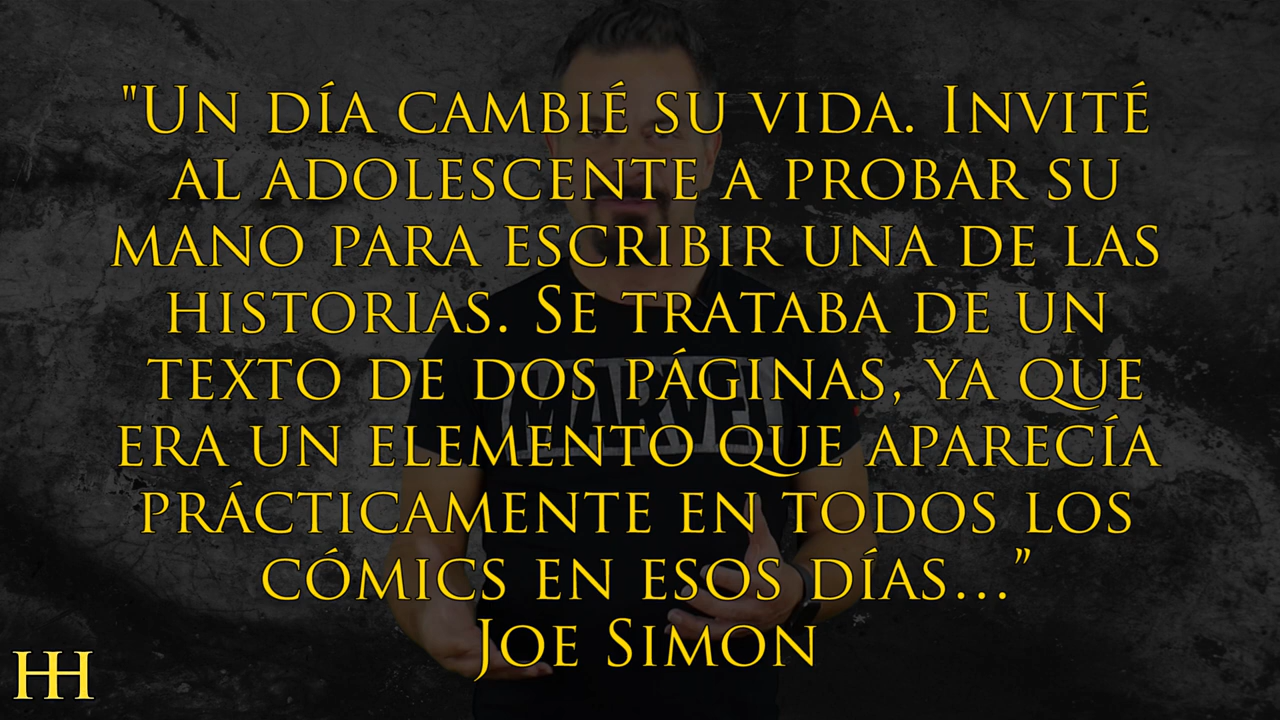 "Un día cambié su vida. Invité
al adolescente a probar su
mano para escribir una de las
historias. Se trataba de un
texto de dos páginas, ya que
era un elemento que aparecía
prácticamente en todos los
cómics en esos días…”
Joe Simon
MARVEL
HH